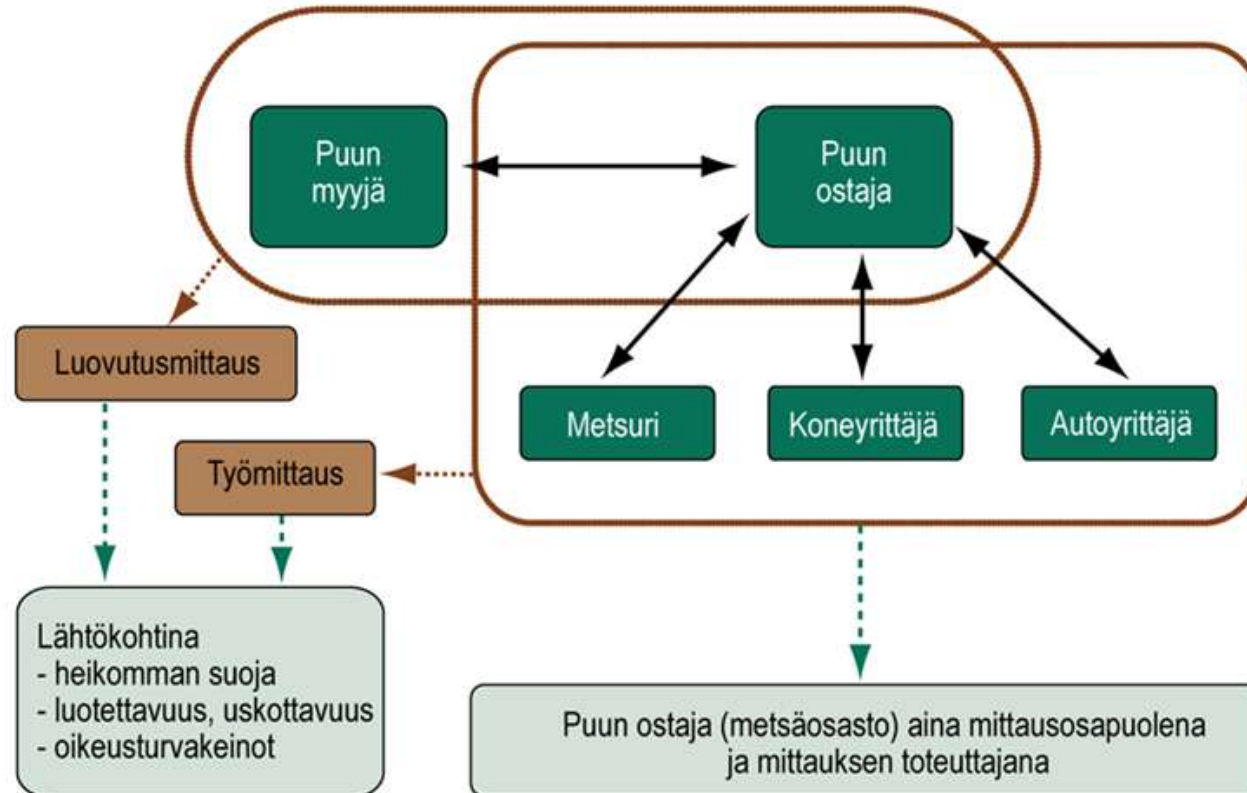 Puun
myyjä
Puun
ostaja
Luovutusmittaus
Metsuri
Koneyrittäjä
Autoyrittäjä
Työmittaus
Lähtökohtina
- heikomman suoja
- luotettavuus, uskottavuus
- oikeusturvakeinot
Puun ostaja (metsäosasto) aina mittausosapuolena
ja mittauksen toteuttajana